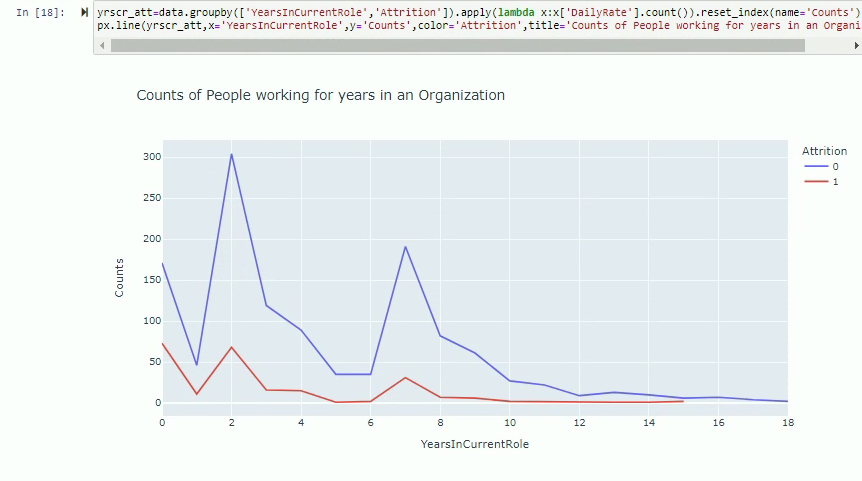 In [18]:
yrscr_att=data.groupby(['YearsInCurrentRole','Attrition']).apply(lambda x:x['DailyRate'].count()).reset_index(name='Counts')
px.line(yrscr_att,x='YearsInCurrentRole',y='Counts',color='Attrition',title='Counts of People working for years in an Organi
Counts of People working for years in an Organization
Attrition
0
1
300
250
200
150
100
50
0
Counts
0 2 4 6 8 10 12 14 16 18
YearsInCurrentRole